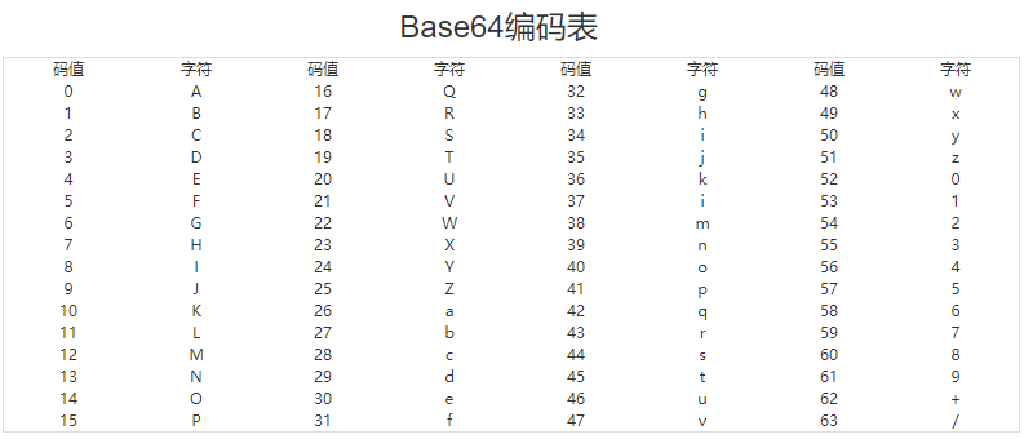 Base64编码表
码值 字符 码值 字符 码值 字符 码值 字符
0 A 16 Q 32 g 48 w
1 B 17 R 33 h 49 x
2 C 18 S 34 i 50 y
3 D 19 T 35 j 51 z
4 E 20 U 36 k 52 0
5 F 21 V 37 i 53 1
6 G 22 W 38 m 54 2
7 H 23 X 39 n 55 3
8 I 24 Y 40 o 56 4
9 J 25 Z 41 p 57 5
10 K 26 a 42 q 58 6
11 L 27 b 43 r 59 7
12 M 28 c 44 s 60 8
13 N 29 d 45 t 61 9
14 O 30 e 46 u 62 +
15 P 31 f 47 v 63 /